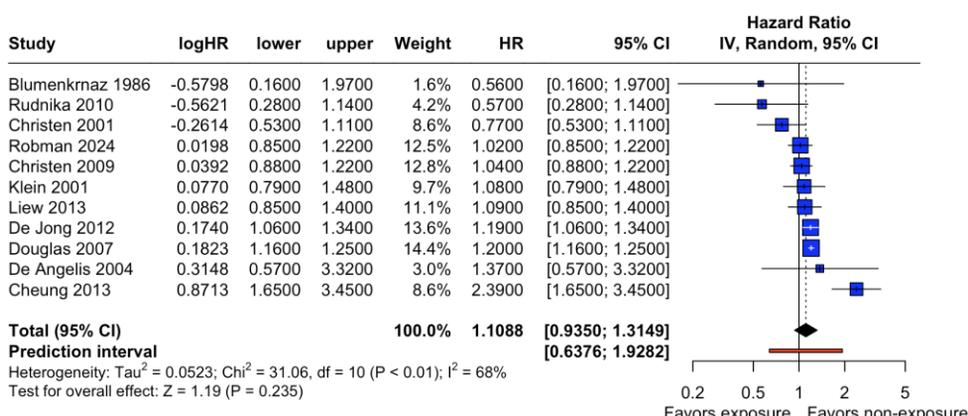 Hazard Ratio
Study logHR lower upper Weight HR 95% CI IV, Random, 95% CI
Blumenkrnaz 1986 -0.5798 0.1600 1.9700 1.6% 0.5600 [0.1600; 1.9700]
Rudnika 2010 -0.5621 0.2800 1.1400 4.2% 0.5700 [0.2800; 1.1400]
Christen 2001 -0.2614 0.5300 1.1100 8.6% 0.7700 [0.5300; 1.1100]
Robman 2024 0.0198 0.8500 1.2200 12.5% 1.0200 [0.8500; 1.2200]
Christen 2009 0.0392 0.8800 1.2200 12.8% 1.0400 [0.8800; 1.2200]
Klein 2001 0.0770 0.7900 1.4800 9.7% 1.0800 [0.7900; 1.4800]
Liew 2013 0.0862 0.8500 1.4000 11.1% 1.0900 [0.8500; 1.4000]
De Jong 2012 0.1740 1.0600 1.3400 13.6% 1.1900 [1.0600; 1.3400]
Douglas 2007 0.1823 1.1600 1.2500 14.4% 1.2000 [1.1600; 1.2500]
De Angelis 2004 0.3148 0.5700 3.3200 3.0% 1.3700 [0.5700; 3.3200]
Cheung 2013 0.8713 1.6500 3.4500 8.6% 2.3900 [1.6500; 3.4500]
Total (95% CI) 100.0% 1.1088 [0.9350; 1.3149]
Prediction interval [0.6376; 1.9282]
Heterogeneity: Tau² = 0.0523; Chi² = 31.06, df = 10 (P < 0.01); I² = 68%
Test for overall effect: Z = 1.19 (P = 0.235)
0.2 0.5 1 2 5
Favors exposure Favors non-exposure